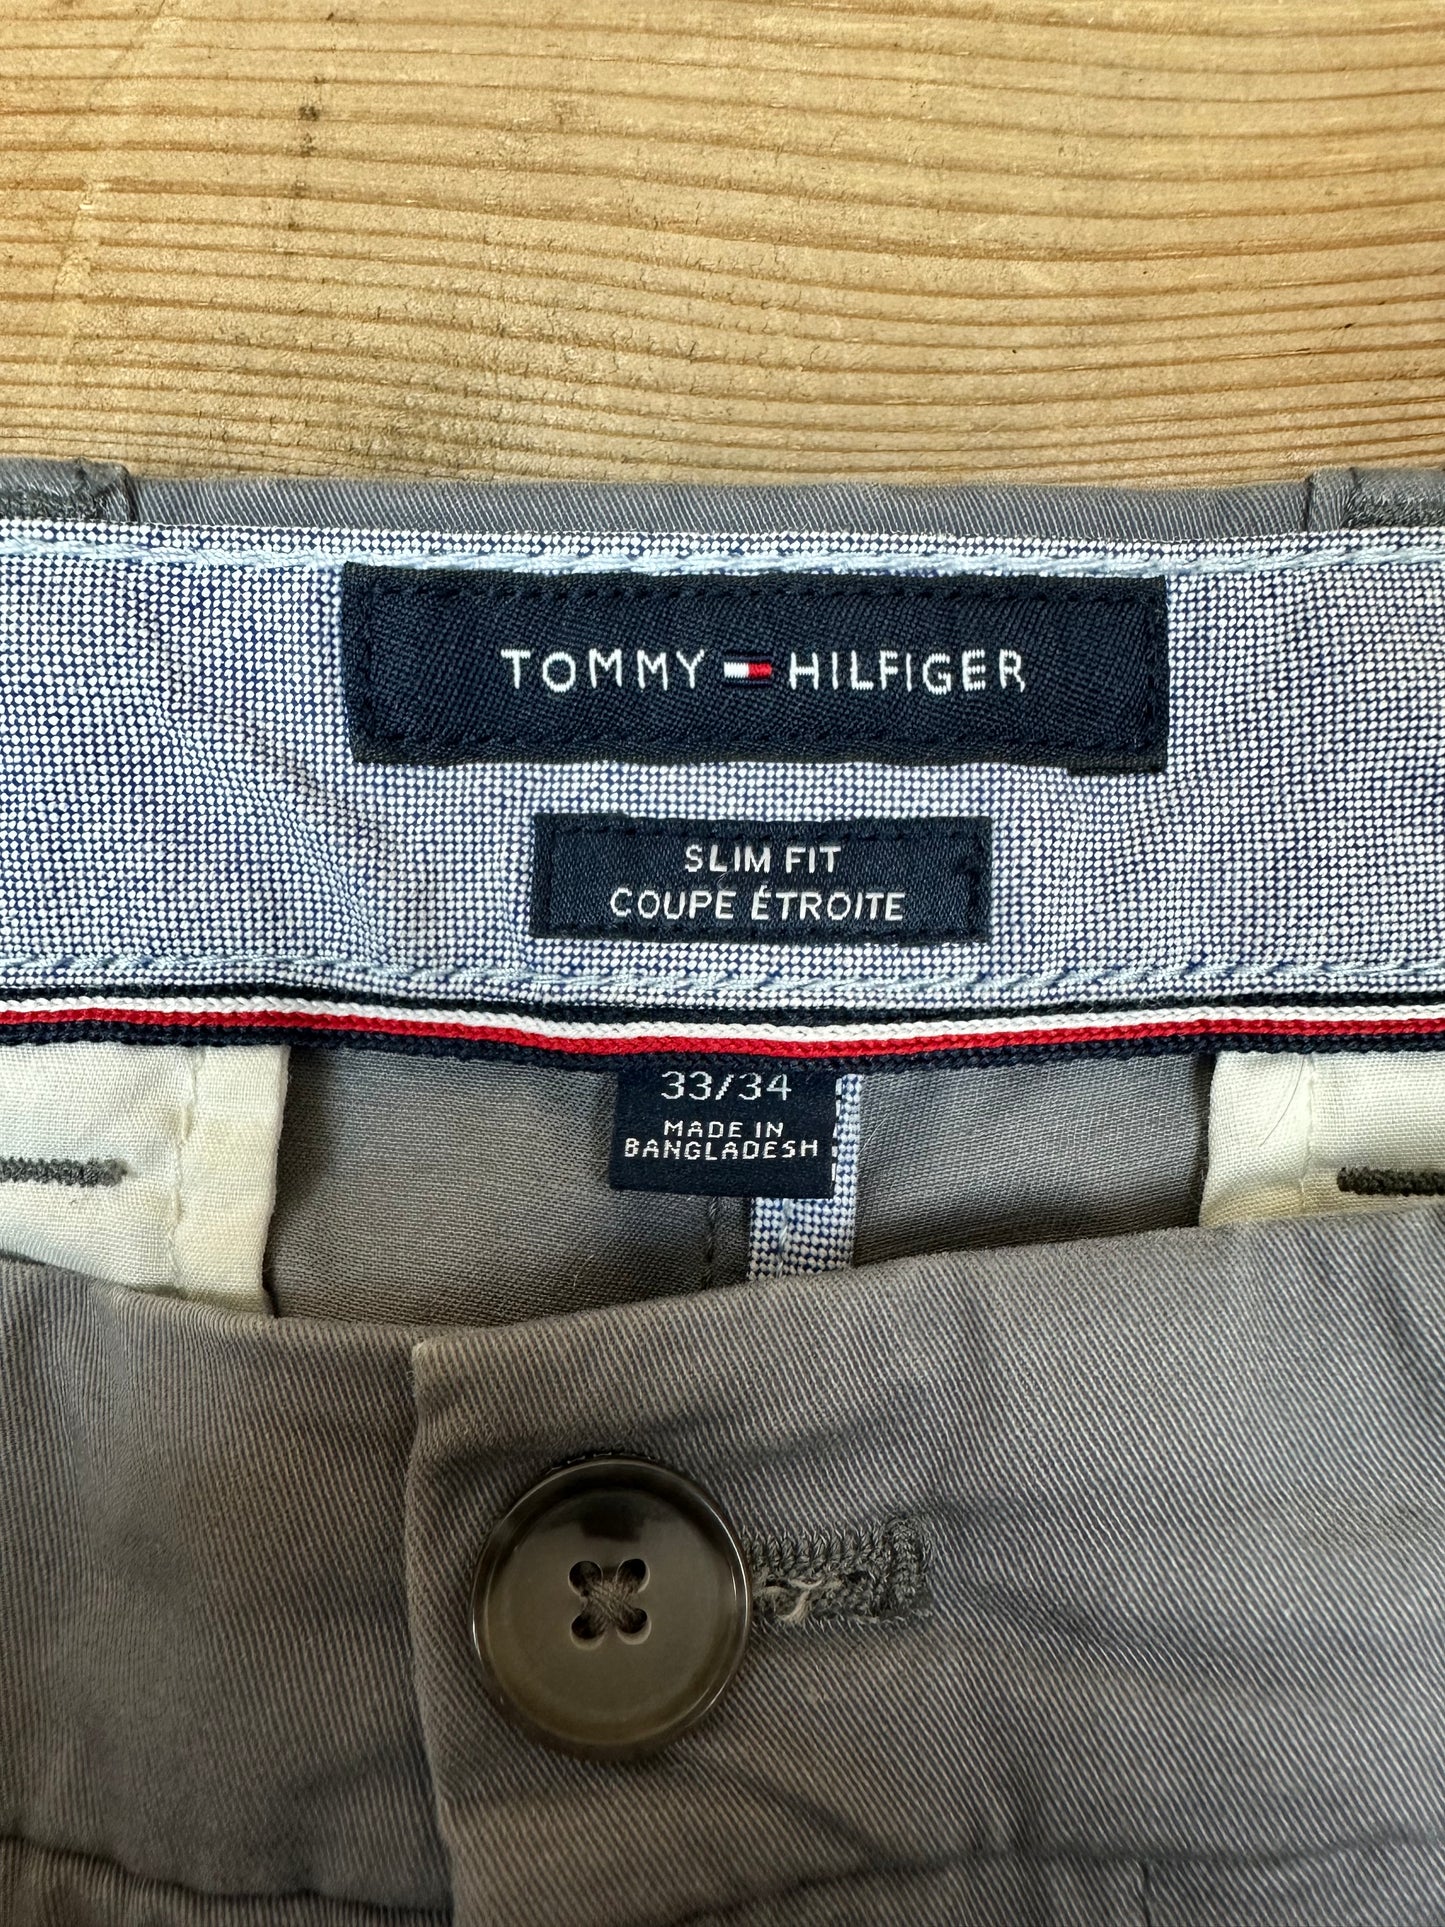 TOMMY HILFIGER
SLIM FIT
COUPE ÉTROITE
33/34
MADE IN
BANGLADESH